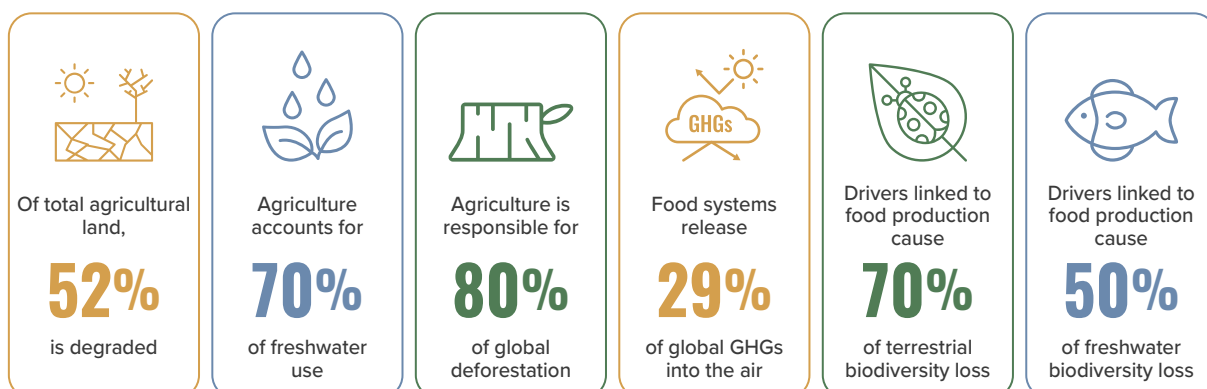 Of total agricultural
land,
52%
is degraded
Agriculture
accounts for
70%
of freshwater
use
Agriculture is
responsible for
80%
of global
deforestation
GHGs
Food systems
release
29%
of global GHGs
into the air
Drivers linked to
food production
cause
70%
of terrestrial
biodiversity loss
Drivers linked to
food production
cause
50%
of freshwater
biodiversity loss